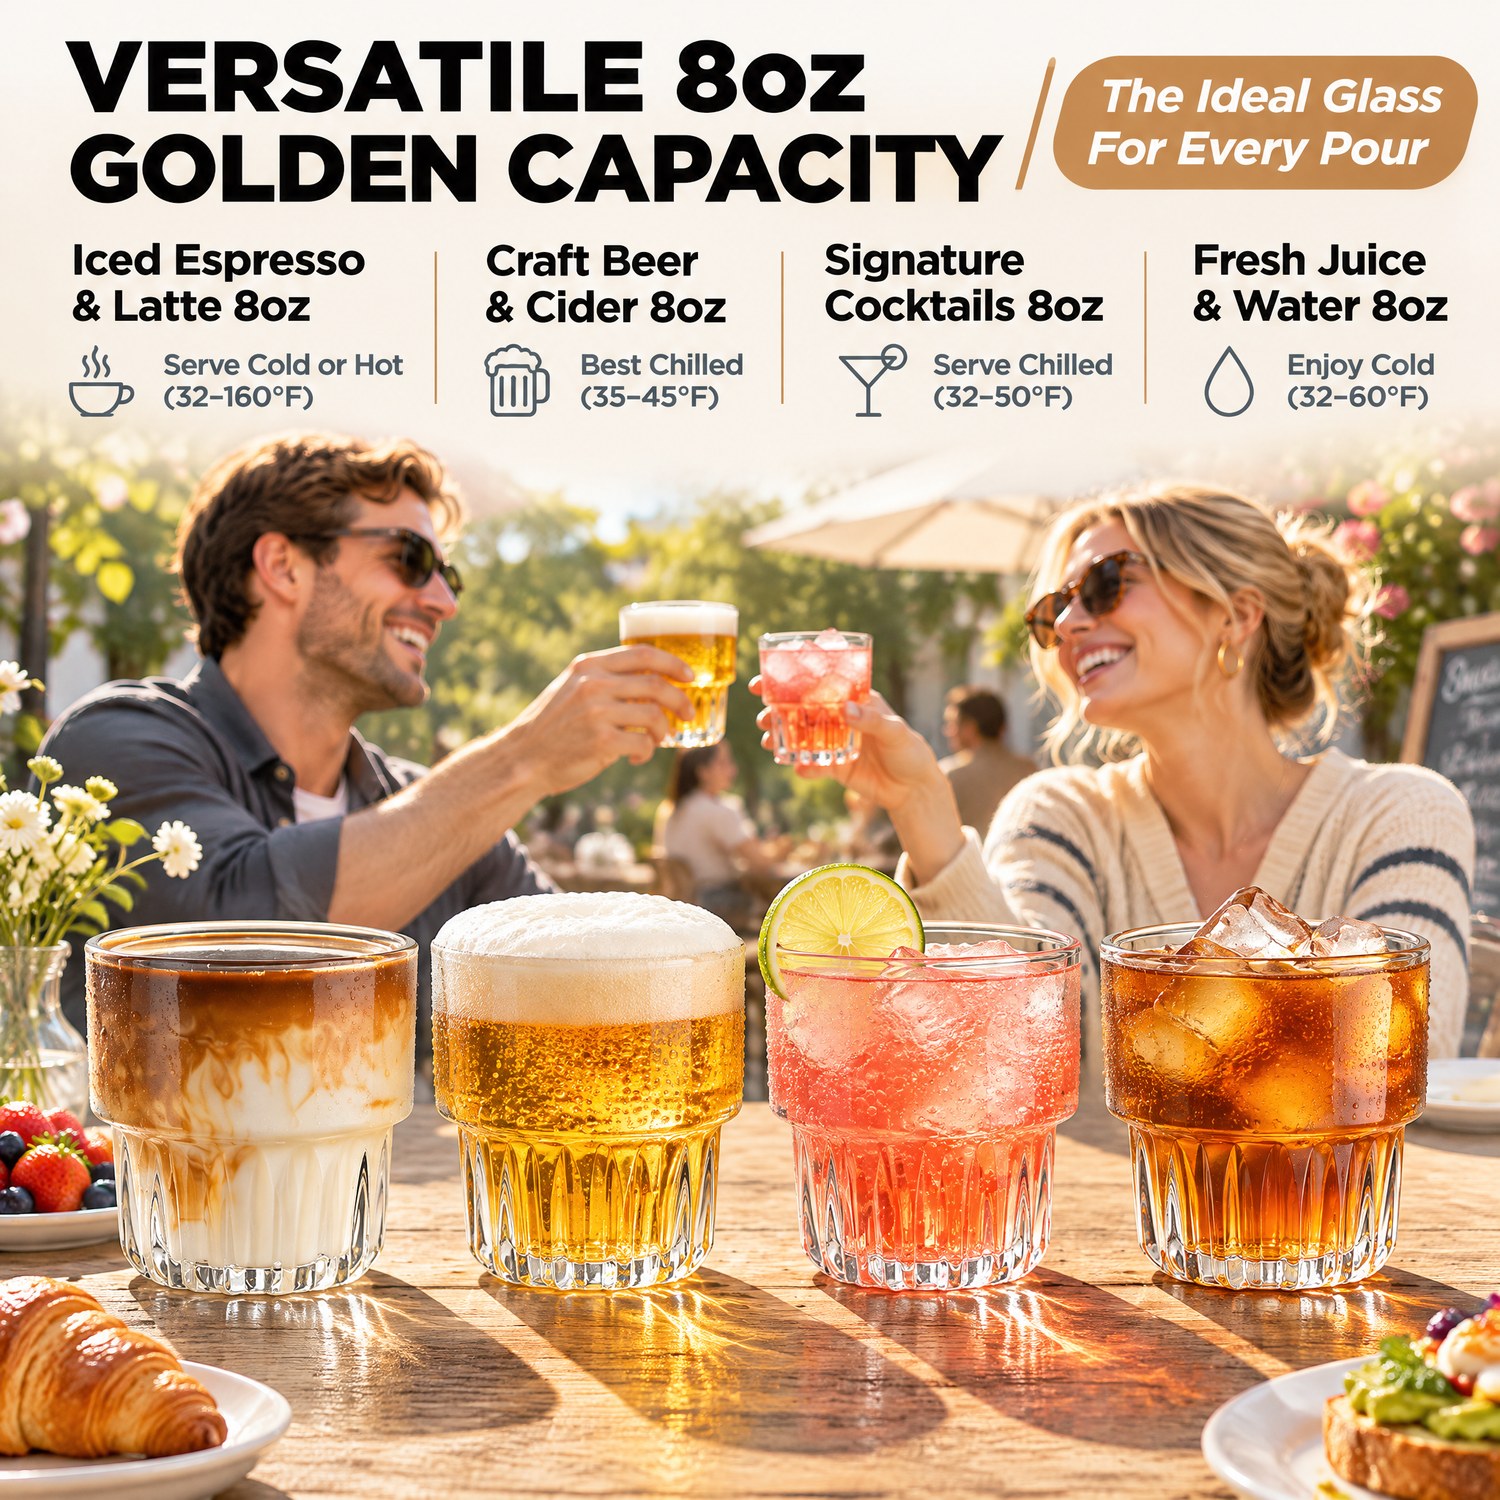 VERSATILE 8oz
GOLDEN CAPACITY
The Ideal Glass
For Every Pour
Iced Espresso
& Latte 8oz
Serve Cold or Hot
(32–160°F)
Craft Beer
& Cider 8oz
Best Chilled
(35–45°F)
Signature
Cocktails 8oz
Serve Chilled
(32–50°F)
Fresh Juice
& Water 8oz
Enjoy Cold
(32–60°F)